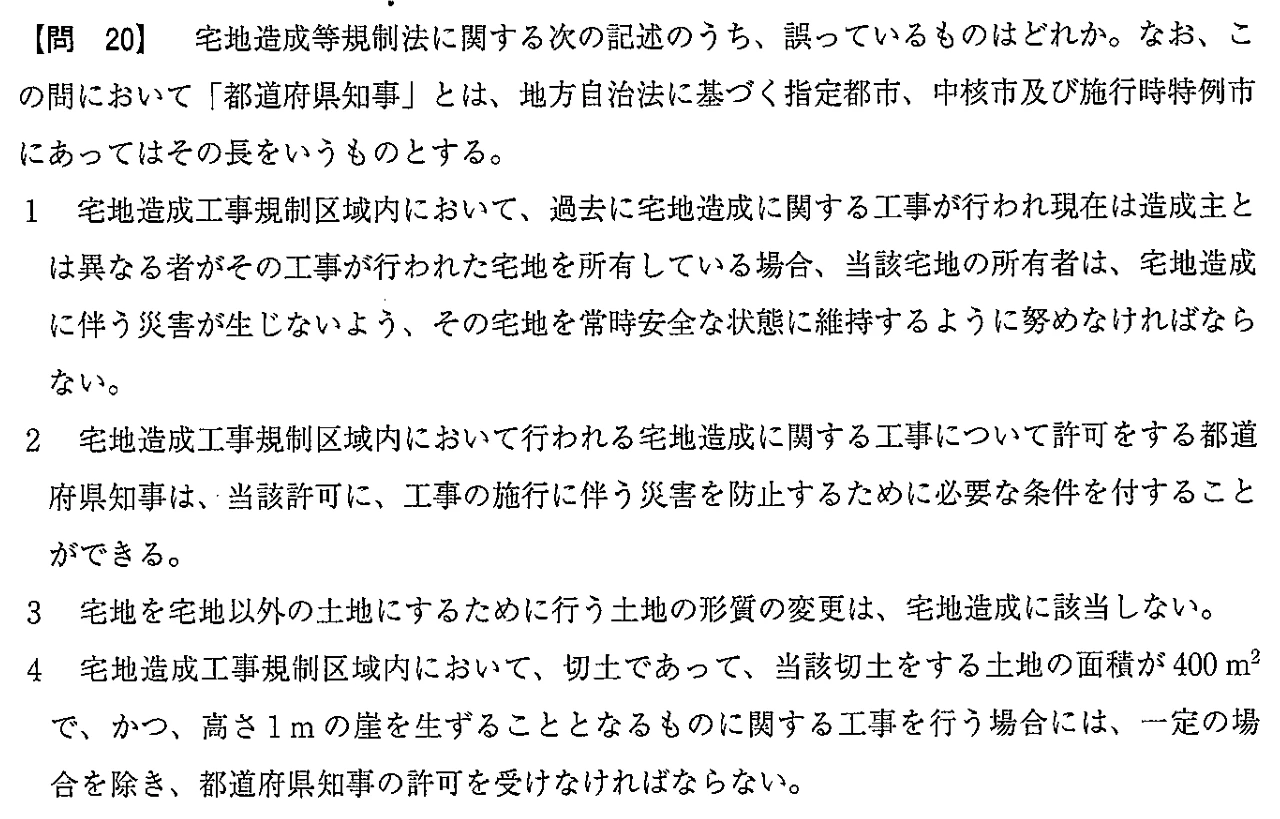 【問 20】 宅地造成等規制法に関する次の記述のうち、誤っているものはどれか。なお、こ
の問において「都道府県知事」とは、地方自治法に基づく指定都市、中核市及び施行時特例市
にあってはその長をいうものとする。
1 宅地造成工事規制区域内において、過去に宅地造成に関する工事が行われ現在は造成主と
は異なる者がその工事が行われた宅地を所有している場合、当該宅地の所有者は、宅地造成
に伴う災害が生じないよう、その宅地を常時安全な状態に維持するように努めなければなら
ない。
2 宅地造成工事規制区域内において行われる宅地造成に関する工事について許可をする都道
府県知事は、当該許可に、工事の施行に伴う災害を防止するために必要な条件を付すること
ができる。
3 宅地を宅地以外の土地にするために行う土地の形質の変更は、宅地造成に該当しない。
4 宅地造成工事規制区域内において、切土であって、当該切土をする土地の面積が 400 m²
で、かつ、高さ 1 m の崖を生ずることとなるものに関する工事を行う場合には、一定の場
合を除き、都道府県知事の許可を受けなければならない。